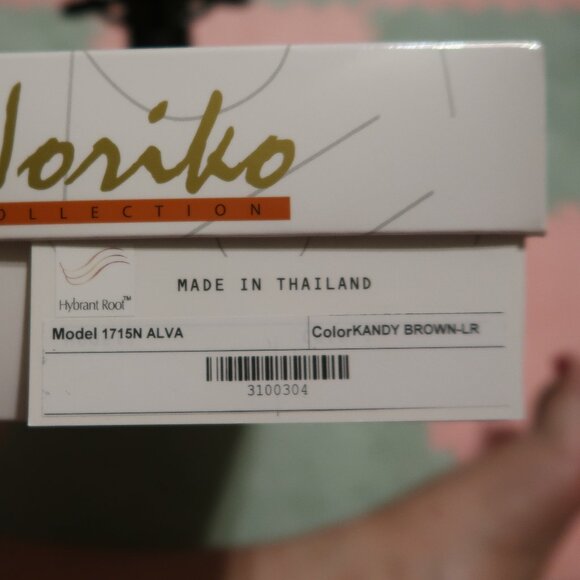 Noriko
COLLECTION
MADE IN THAILAND
Hybrant Root™
Model 1715N ALVA
ColorKANDY BROWN-LR
3100304